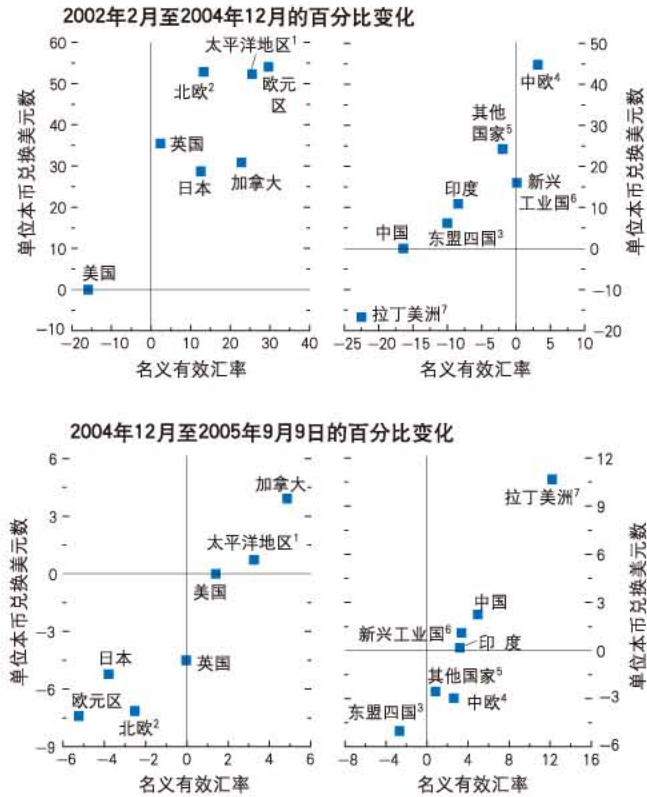 2002年2月至2004年12月的百分比变化
单位本币兑换美元数
60
50
40
30
20
10
0
−10
−20
−10
0
10
20
30
40
名义有效汇率
太平洋地区1
北欧2
欧元
区
英国
日本
加拿大
美国
单位本币兑换美元数
50
40
30
20
10
0
−10
−20
−25
−20
−15
−10
−5
0
5
10
名义有效汇率
中欧4
其他
国家5
新兴
工业国6
印度
东盟四国3
中国
拉丁美洲7
2004年12月至2005年9月9日的百分比变化
单位本币兑换美元数
6
3
0
−3
−6
−9
−6
−4
−2
0
2
4
6
名义有效汇率
加拿大
太平洋地区1
美国
英国
日本
欧元区
北欧2
单位本币兑换美元数
12
9
6
3
0
−3
−6
−8
−4
0
4
8
12
16
名义有效汇率
拉丁美洲7
中国
新兴工业国6
印 度
其他国家5
中欧4
东盟四国3